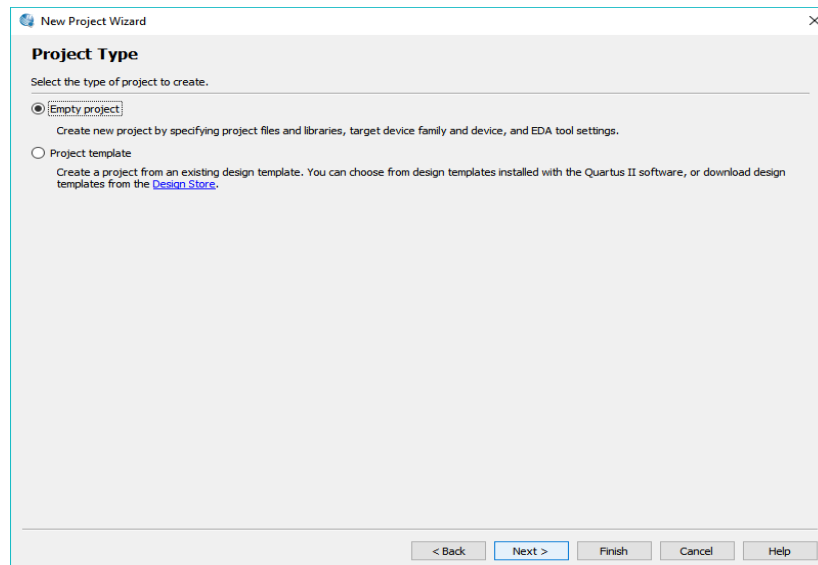 New Project Wizard
Project Type
Select the type of project to create.
Empty project
Create new project by specifying project files and libraries, target device family and device, and EDA tool settings.
Project template
Create a project from an existing design template. You can choose from design templates installed with the Quartus II software, or download design
templates from the Design Store.
< Back Next > Finish Cancel Help